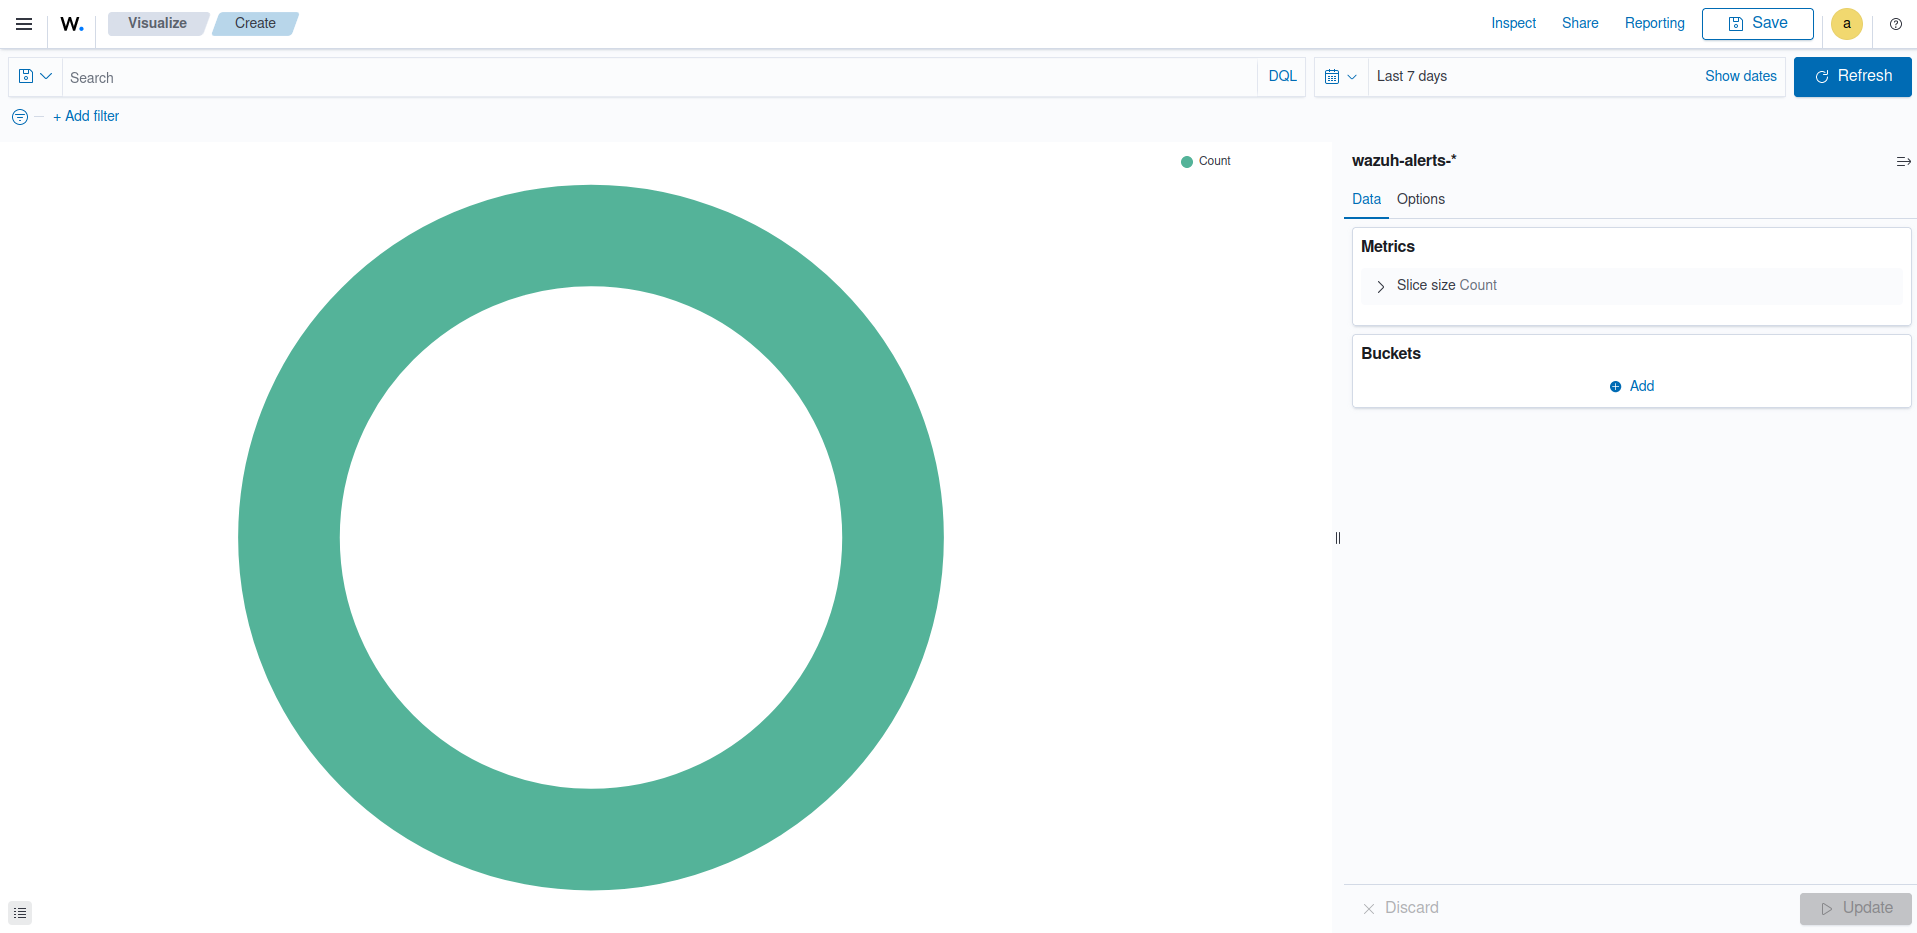 W. Visualize Create Inspect Share Reporting Save a
Search DQL Last 7 days Show dates Refresh
+ Add filter
Count
wazuh-alerts-*
Data Options
Metrics
Slice size Count
Buckets
Add
Discard Update